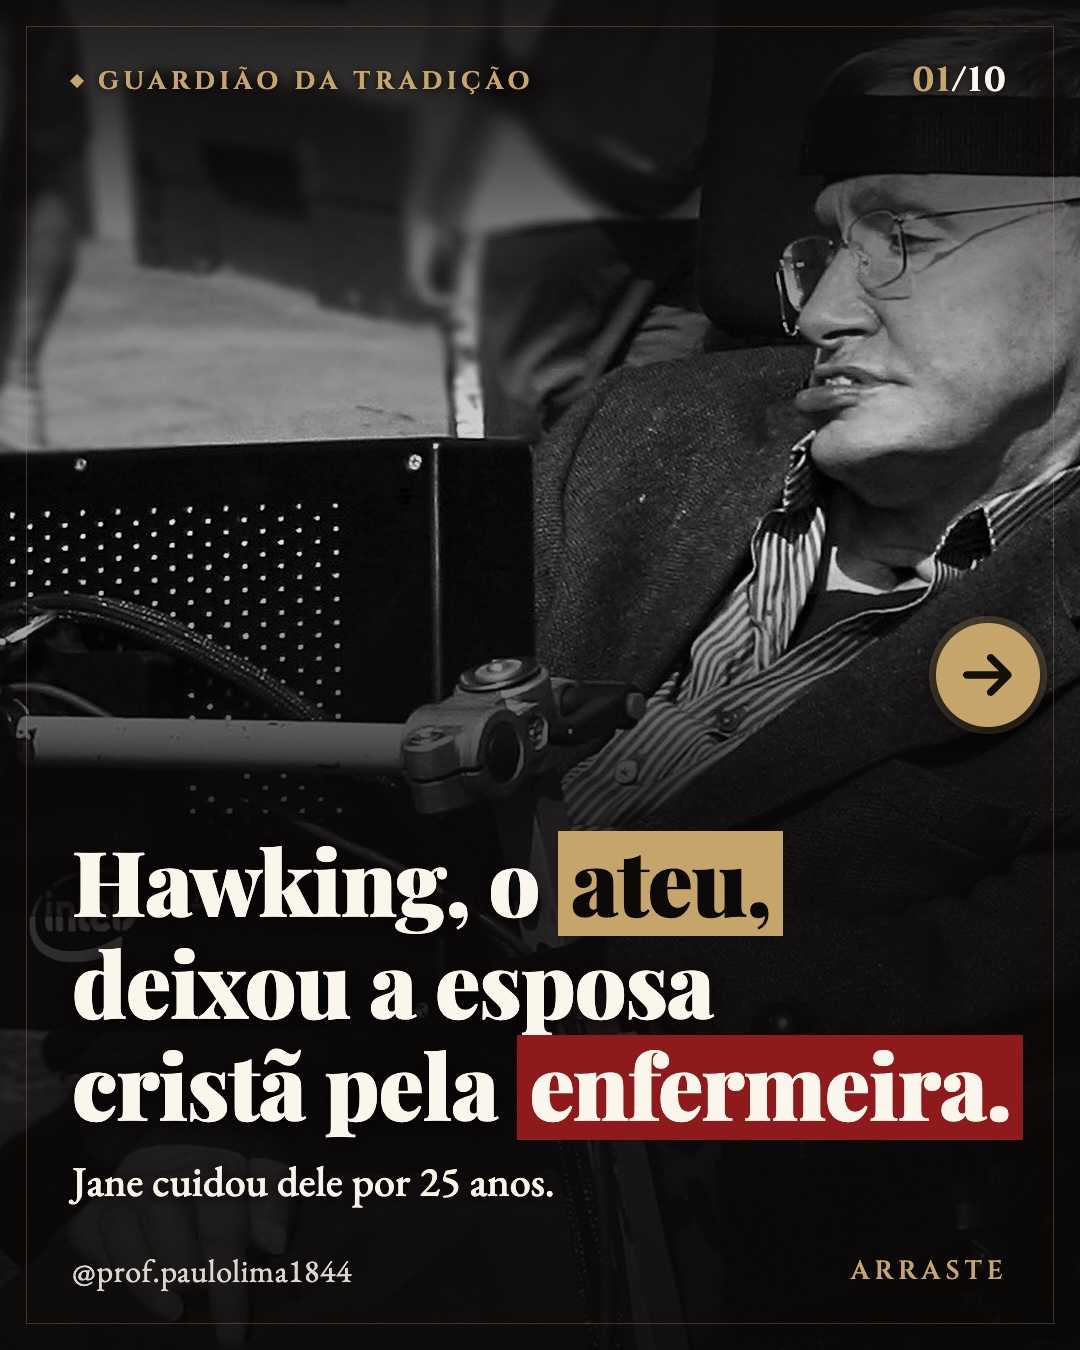 ◆ GUARDIÃO DA TRADIÇÃO
01/10
intel
Hawking, o ateu,
deixou a esposa
cristã pela enfermeira.
Jane cuidou dele por 25 anos.
@prof.paulolima1844
ARRASTE